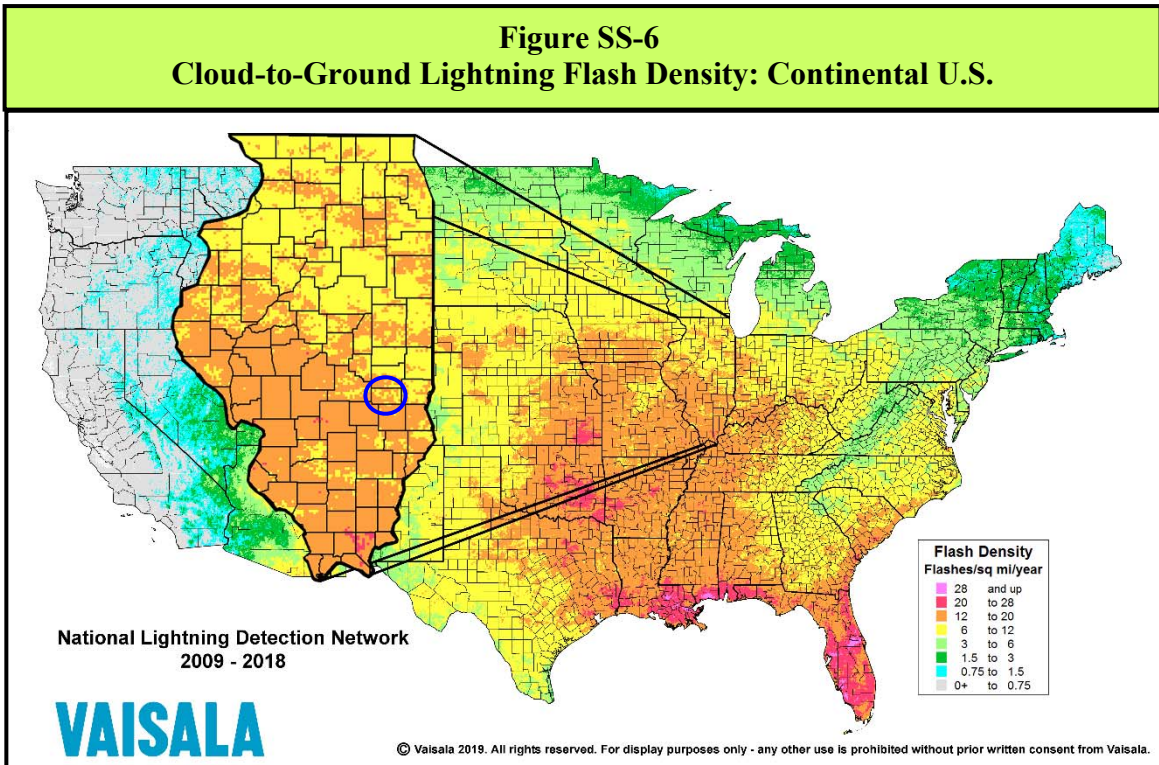 Figure SS-6
Cloud-to-Ground Lightning Flash Density: Continental U.S.
Flash Density
Flashes/sq mi/year
28 and up
20 to 28
12 to 20
6 to 12
3 to 6
1.5 to 3
0.75 to 1.5
0+ to 0.75
National Lightning Detection Network
2009 - 2018
VAISALA
© Vaisala 2019. All rights reserved. For display purposes only - any other use is prohibited without prior written consent from Vaisala.